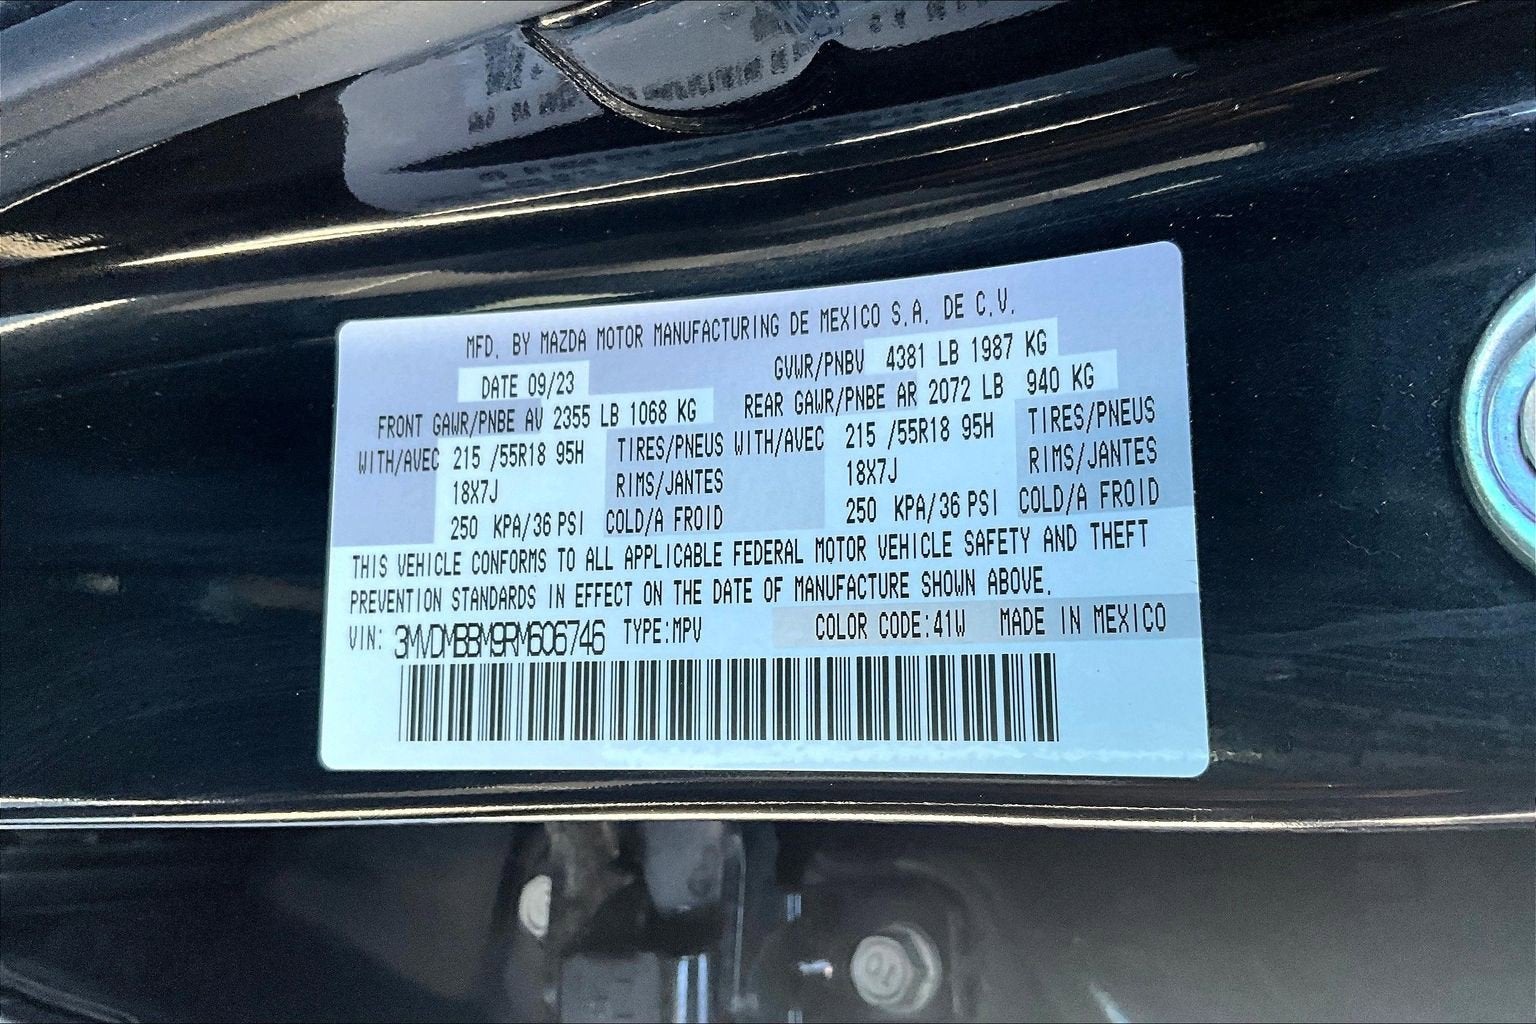 MFD. BY MAZDA MOTOR MANUFACTURING DE MEXICO S.A. DE C.V.
DATE 09/23 GVWR/PNBV 4381 LB 1987 KG
FRONT GAWR/PNBE AV 2355 LB 1068 KG REAR GAWR/PNBE AR 2072 LB 940 KG
WITH/AVEC 215 /55R18 95H TIRES/PNEUS WITH/AVEC 215 /55R18 95H TIRES/PNEUS
18X7J RIMS/JANTES 18X7J RIMS/JANTES
250 KPA/36 PSI COLD/A FROID 250 KPA/36 PSI COLD/A FROID
THIS VEHICLE CONFORMS TO ALL APPLICABLE FEDERAL MOTOR VEHICLE SAFETY AND THEFT
PREVENTION STANDARDS IN EFFECT ON THE DATE OF MANUFACTURE SHOWN ABOVE.
VIN: 3MVDMBBM9RM606746 TYPE:MPV COLOR CODE:41W MADE IN MEXICO